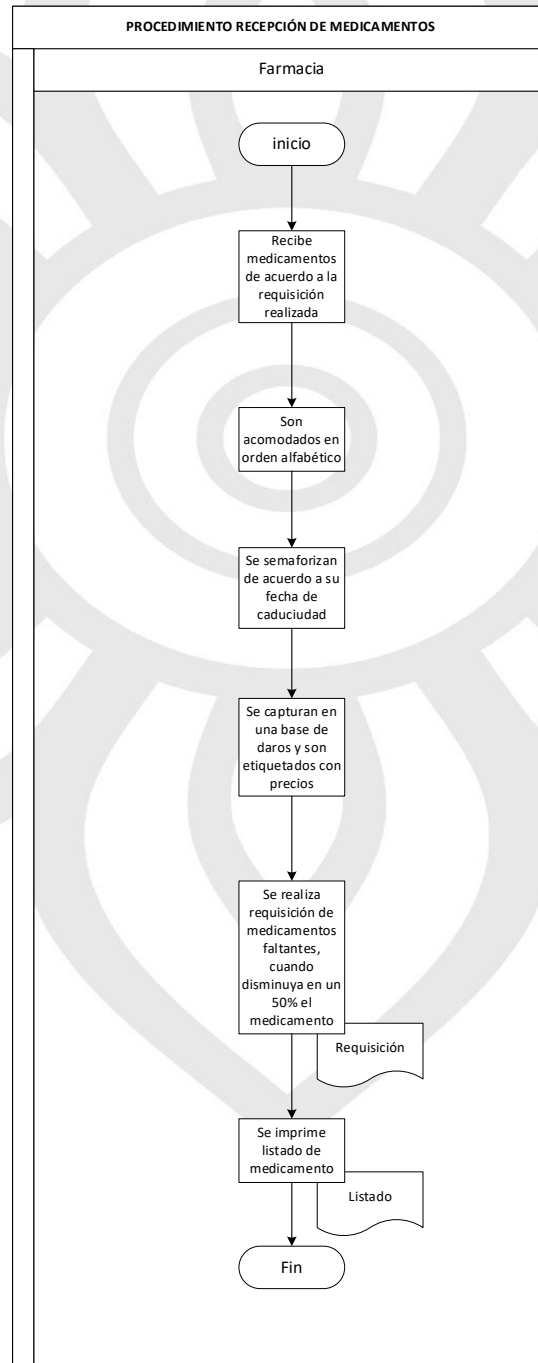 PROCEDIMIENTO RECEPCIÓN DE MEDICAMENTOS
Farmacia
inicio
Recibe
medicamentos
de acuerdo a la
requisición
realizada
Son
acomodados en
orden alfabético
Se semaforizan
de acuerdo a su
fecha de
caduciudad
Se capturan en
una base de
daros y son
etiquetados con
precios
Se realiza
requisición de
medicamentos
faltantes,
cuando
disminuya en un
50% el
medicamento
Requisición
Se imprime
listado de
medicamento
Listado
Fin